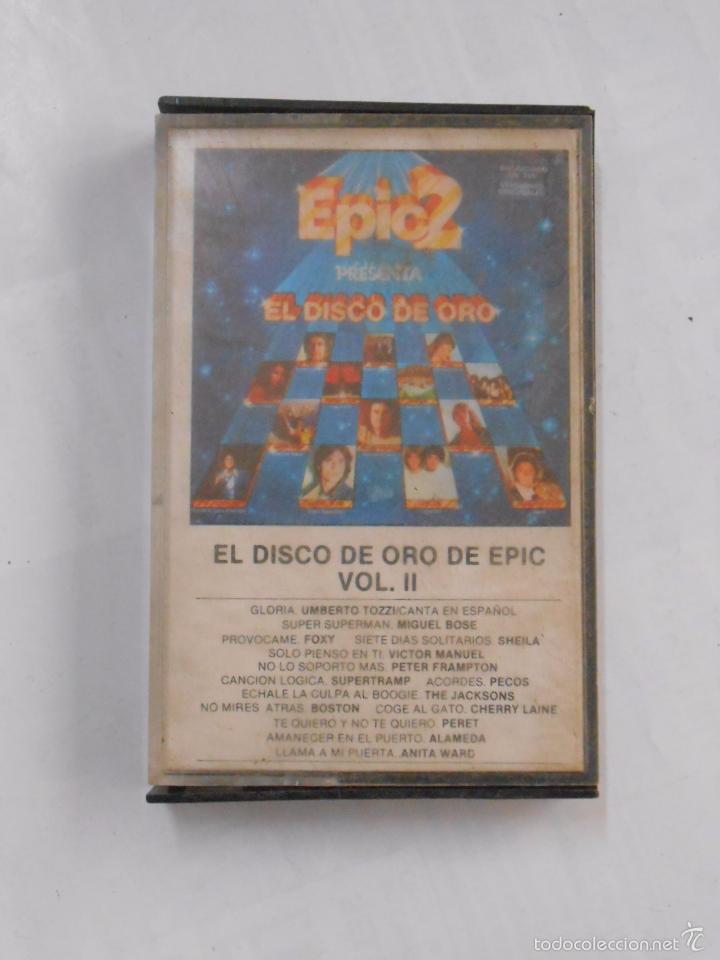 Epic2
PRESENTA
EL DISCO DE ORO
EL DISCO DE ORO DE EPIC
VOL. II
GLORIA. UMBERTO TOZZI/CANTA EN ESPAÑOL
SUPER SUPERMAN. MIGUEL BOSE
PROVOCAME. FOXY SIETE DIAS SOLITARIOS. SHEILA
SOLO PIENSO EN TI. VICTOR MANUEL
NO LO SOPORTO MAS. PETER FRAMPTON
CANCION LOGICA. SUPERTRAMP ACORDES. PECOS
ECHALE LA CULPA AL BOOGIE. THE JACKSONS
NO MIRES ATRAS. BOSTON COGE AL GATO. CHERRY LAINE
TE QUIERO Y NO TE QUIERO. PERET
AMANECER EN EL PUERTO. ALAMEDA
LLAMA A MI PUERTA. ANITA WARD
TC
todocoleccion.net